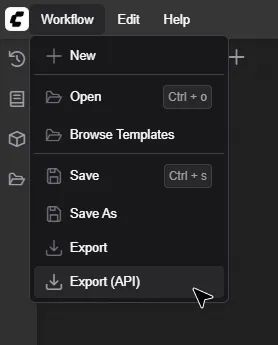 Workflow Edit Help
New
Open Ctrl + o
Browse Templates
Save Ctrl + s
Save As
Export
Export (API)